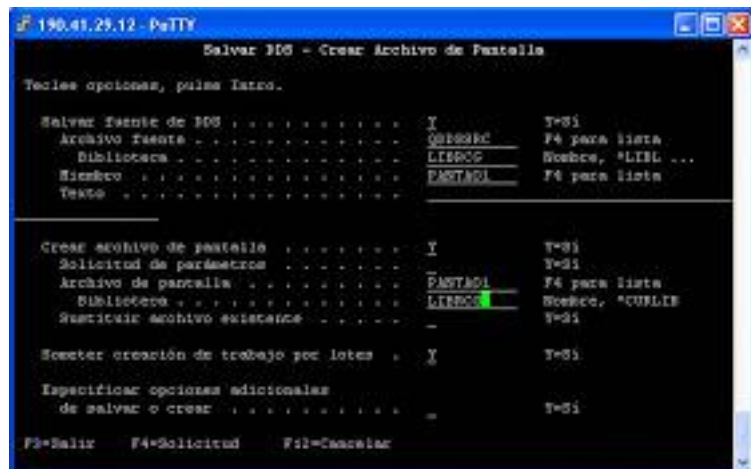 190.41.29.12 - PuTTY
Salvar DDS - Crear Archivo de Pantalla
Teclee opciones, pulse Intro.
Salvar fuente de DDS . . . . . . . . . . . Y Y=Sí
Archivo fuente . . . . . . . . . . . . . QDDSSRC F4 para lista
Biblioteca . . . . . . . . . . . . . . LIBROG Nombre, *LIBL ...
Miembro . . . . . . . . . . . . . . . . PANTA01 F4 para lista
Texto . . . . . . . . . . . . . . . . .
Crear archivo de pantalla . . . . . . . . Y Y=Sí
Solicitud de parámetros . . . . . . . . _ Y=Sí
Archivo de pantalla . . . . . . . . . . PANTA01 F4 para lista
Biblioteca . . . . . . . . . . . . . . LIBROG Nombre, *CURLIB
Sustituir archivo existente . . . . . . _ Y=Sí
Someter creación de trabajo por lotes . Y Y=Sí
Especificar opciones adicionales
de salvar o crear . . . . . . . . . . . _ Y=Sí
F3=Salir F4=Solicitud F12=Cancelar